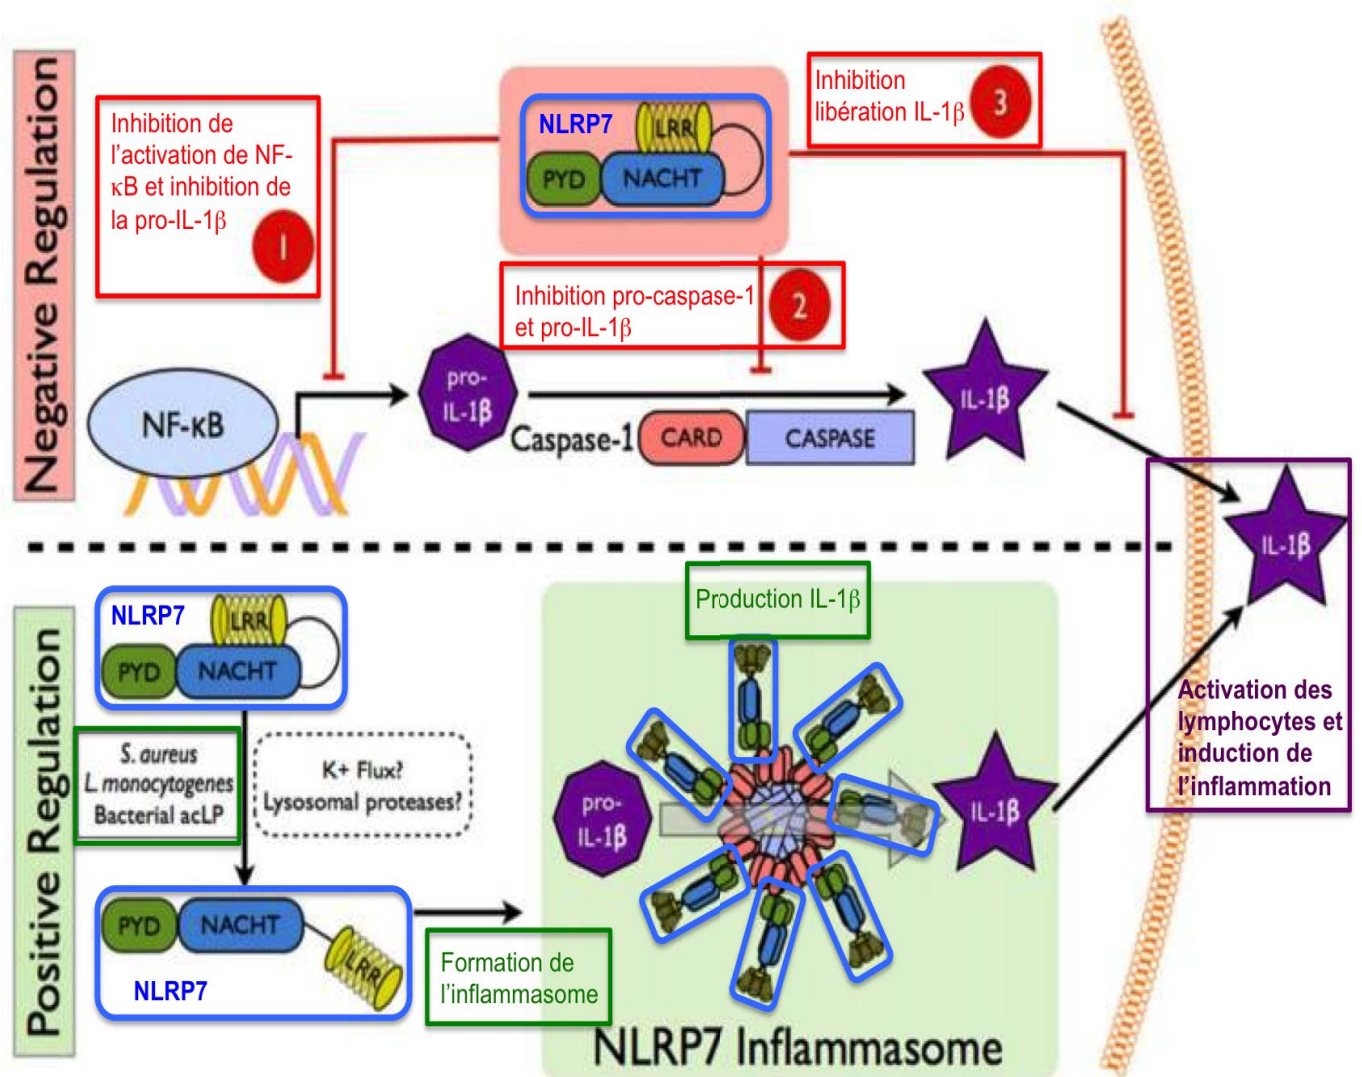 Negative Regulation
Inhibition de
l'activation de NF-
κB et inhibition de
la pro-IL-1β
1
NLRP7
LRR
PYD
NACHT
Inhibition
libération IL-1β
3
Inhibition pro-caspase-1
et pro-IL-1β
2
NF-κB
pro-
IL-1β
Caspase-1
CARD
CASPASE
IL-1β
IL-1β
Activation des
lymphocytes et
induction de
l'inflammation
Positive Regulation
NLRP7
LRR
PYD
NACHT
S. aureus
L. monocytogenes
Bacterial acLP
K+ Flux?
Lysosomal proteases?
PYD
NACHT
LRR
NLRP7
Formation de
l'inflammasome
Production IL-1β
pro-
IL-1β
IL-1β
NLRP7 Inflammasome